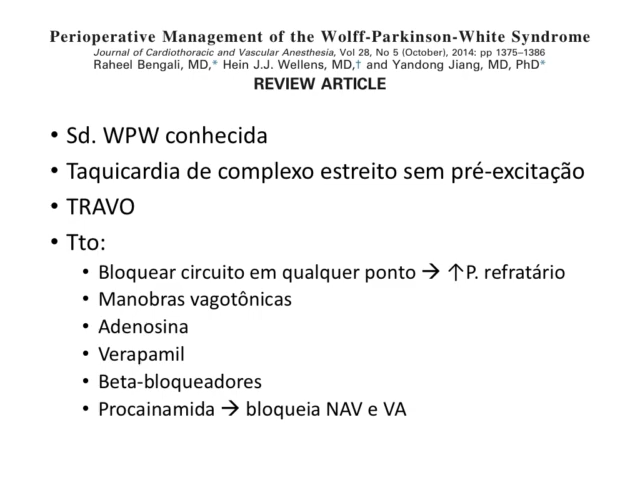 Perioperative Management of the Wolff-Parkinson-White Syndrome
Journal of Cardiothoracic and Vascular Anesthesia, Vol 28, No 5 (October), 2014: pp 1375–1386
Raheel Bengali, MD,* Hein J.J. Wellens, MD,† and Yandong Jiang, MD, PhD*
REVIEW ARTICLE
• Sd. WPW conhecida
• Taquicardia de complexo estreito sem pré-excitação
• TRAVO
• Tto:
• Bloquear circuito em qualquer ponto → ↑P. refratário
• Manobras vagotônicas
• Adenosina
• Verapamil
• Beta-bloqueadores
• Procainamida → bloqueia NAV e VA